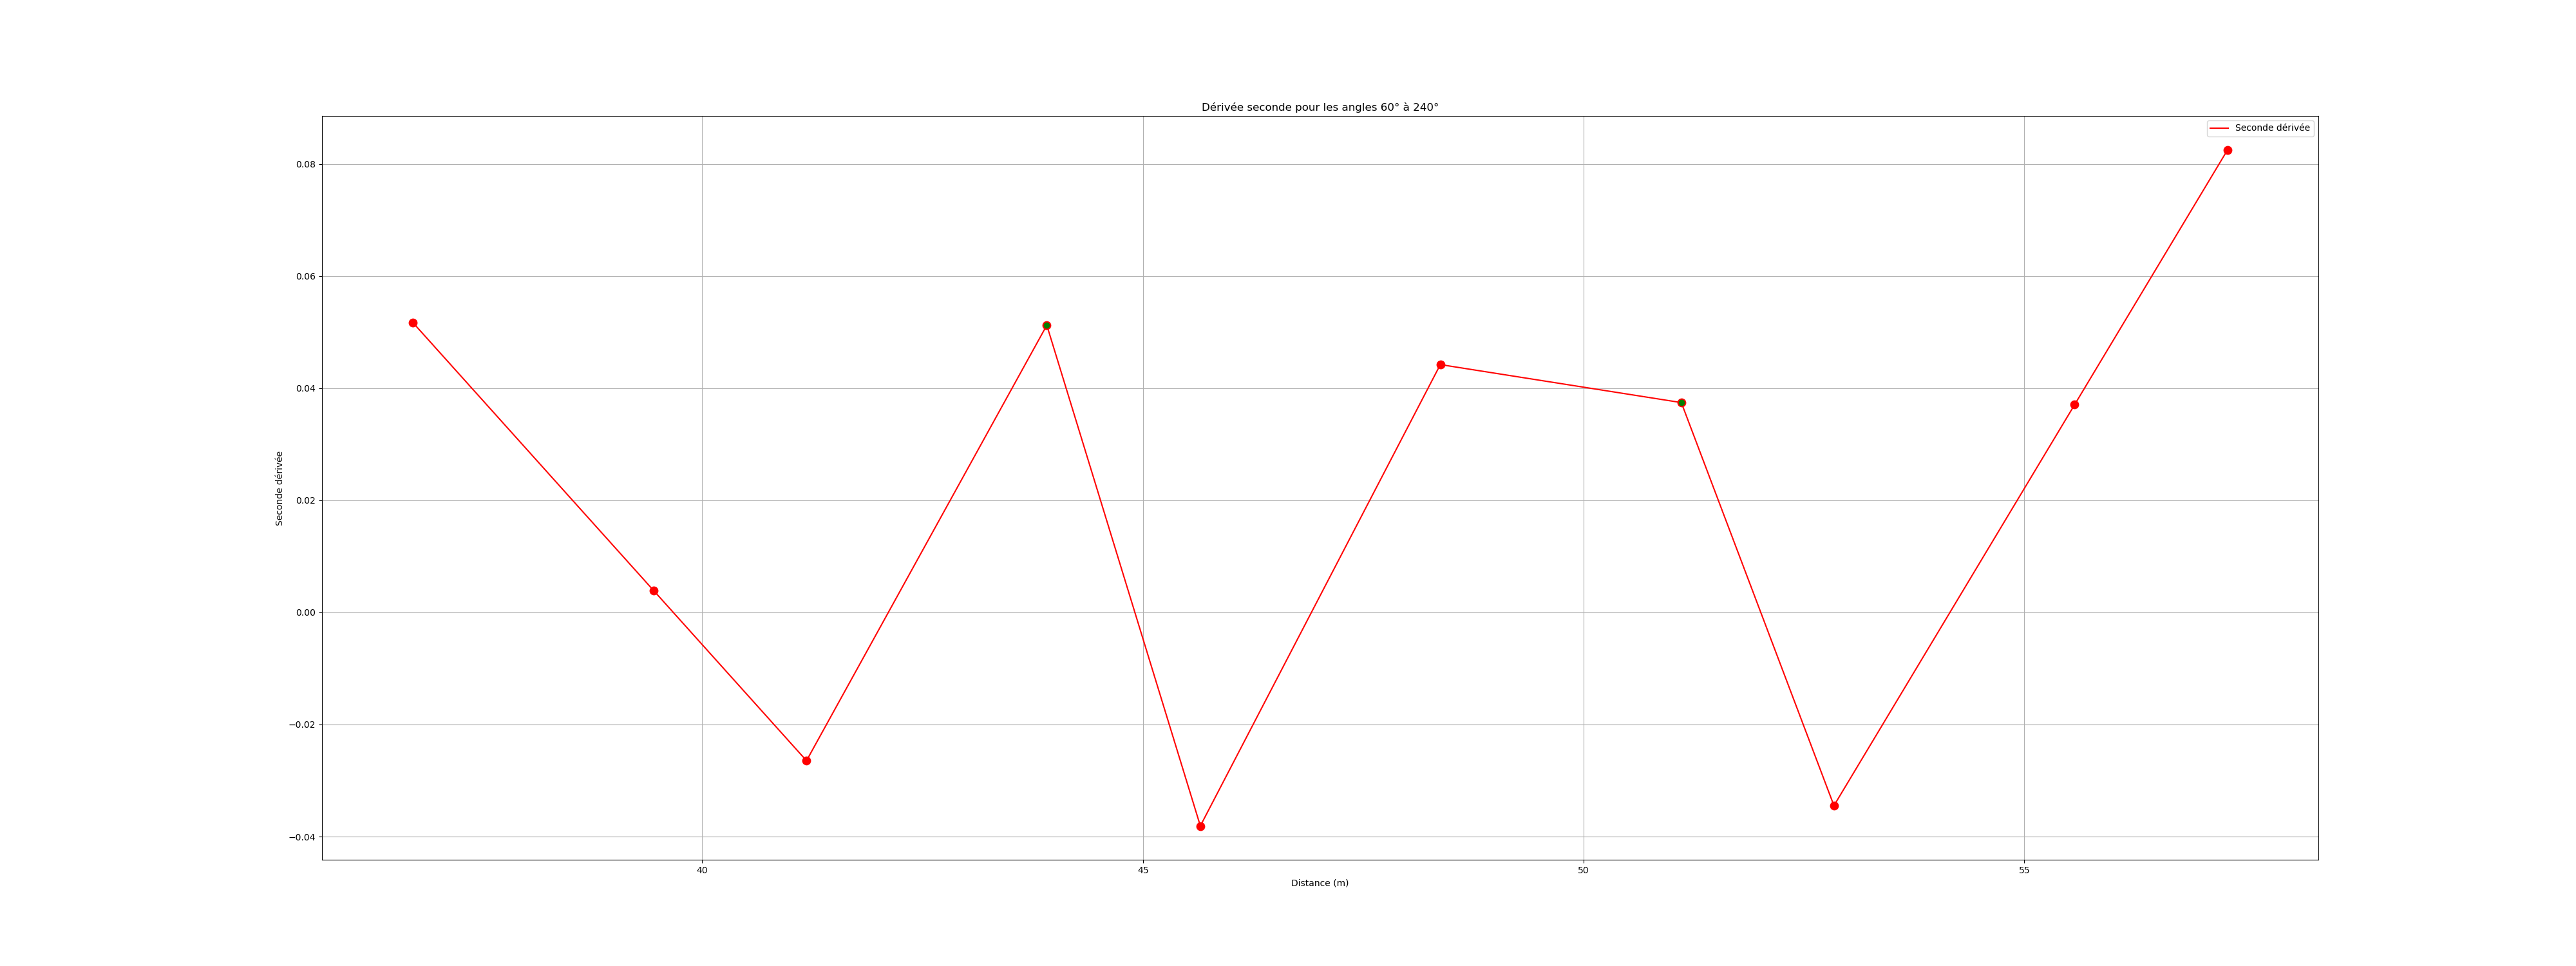 Dérivée seconde pour les angles 60° à 240°
Seconde dérivée
0.08
0.06
0.04
0.02
0.00
−0.02
−0.04
Seconde dérivée
40
45
50
55
Distance (m)